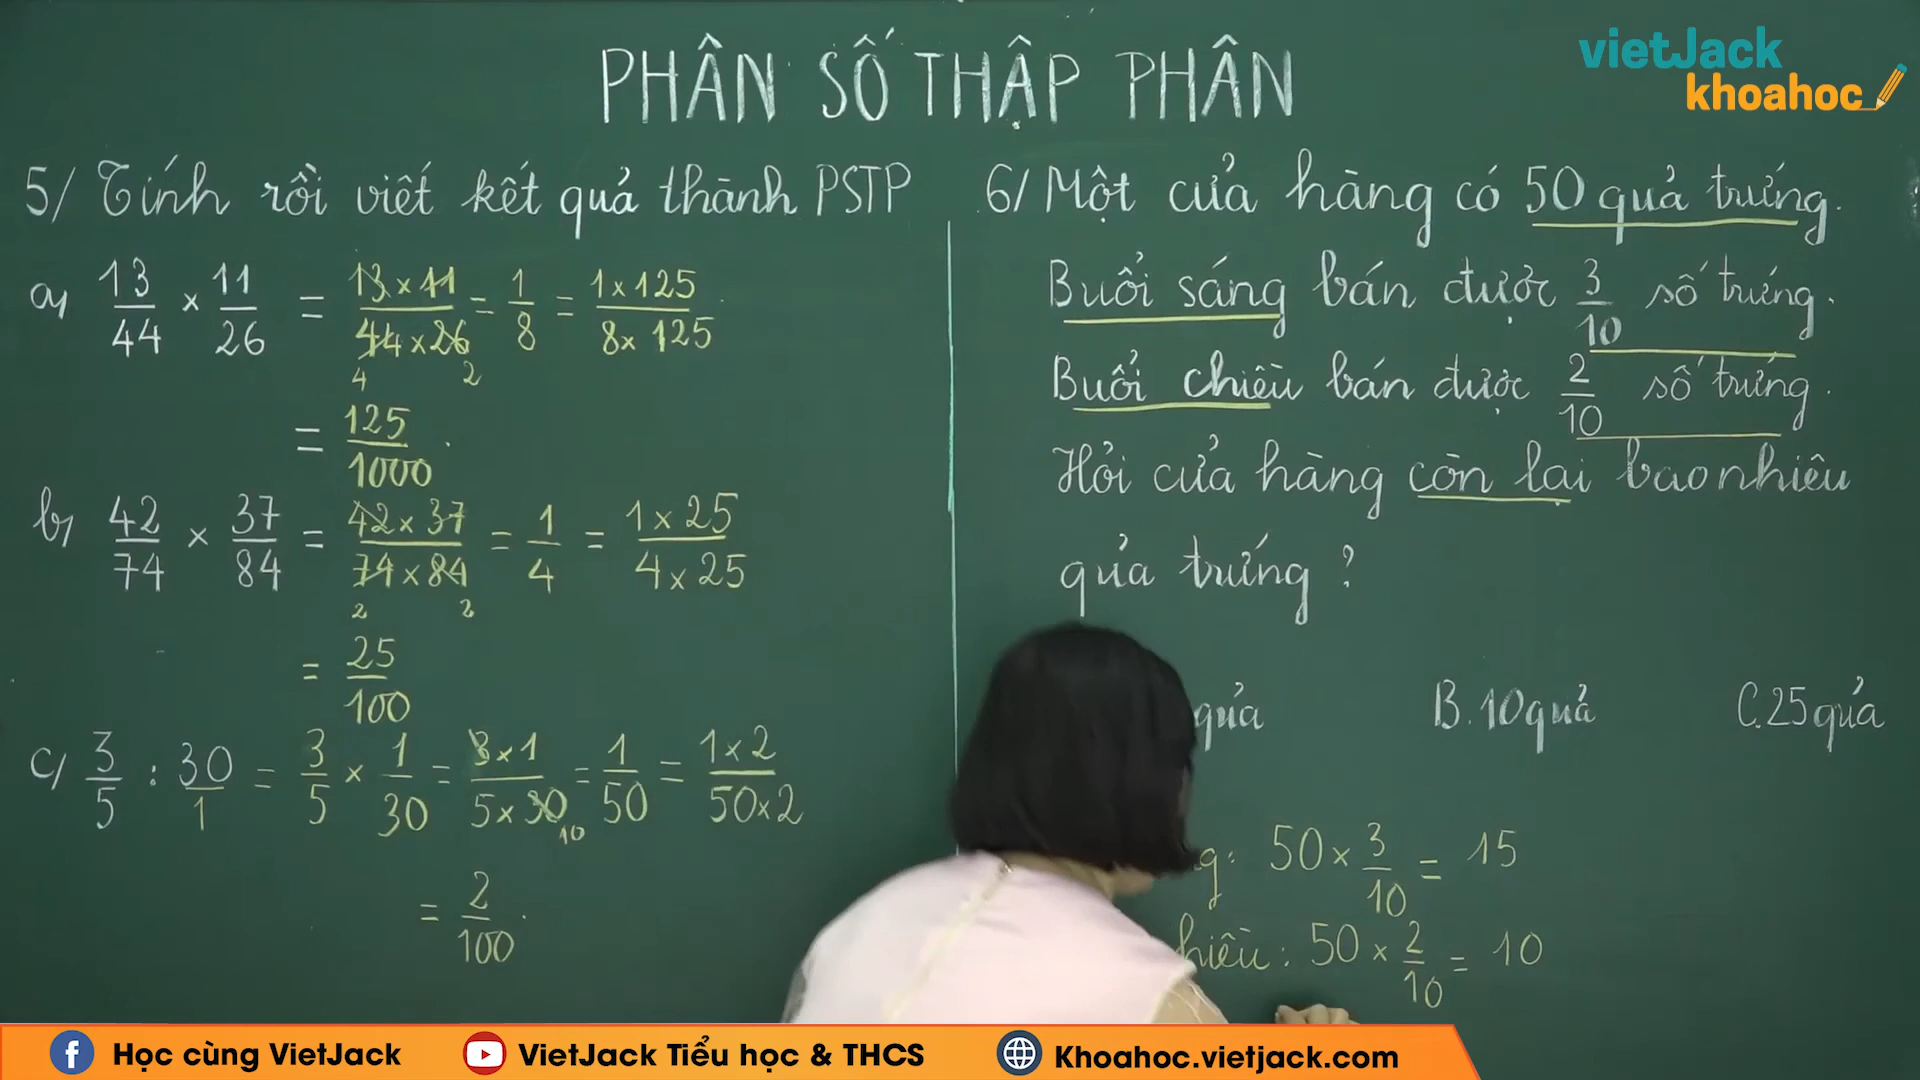 PHÂN SỐ THẬP PHÂN
vietJack
khoahoc
5/ Tính rồi viết kết quả thành PSTP
a) 13/44 × 11/26 = 13 × 11 / 44 × 26 = 1/8 = 1 × 125 / 8 × 125
4 2
= 125/1000 .
b) 42/74 × 37/84 = 42 × 37 / 74 × 84 = 1/4 = 1 × 25 / 4 × 25
2 2
= 25/100
c) 3/5 : 30/1 = 3/5 × 1/30 = 3 × 1 / 5 × 30 = 1/50 = 1 × 2 / 50 × 2
10
= 2/100 .
6/ Một cửa hàng có 50 quả trứng.
Buổi sáng bán được 3/10 số trứng.
Buổi chiều bán được 2/10 số trứng.
Hỏi cửa hàng còn lại bao nhiêu
quả trứng ?
quả B. 10 quả C. 25 quả
g: 50 × 3/10 = 15
hiều: 50 × 2/10 = 10
Học cùng VietJack VietJack Tiểu học & THCS Khoahoc.vietjack.com